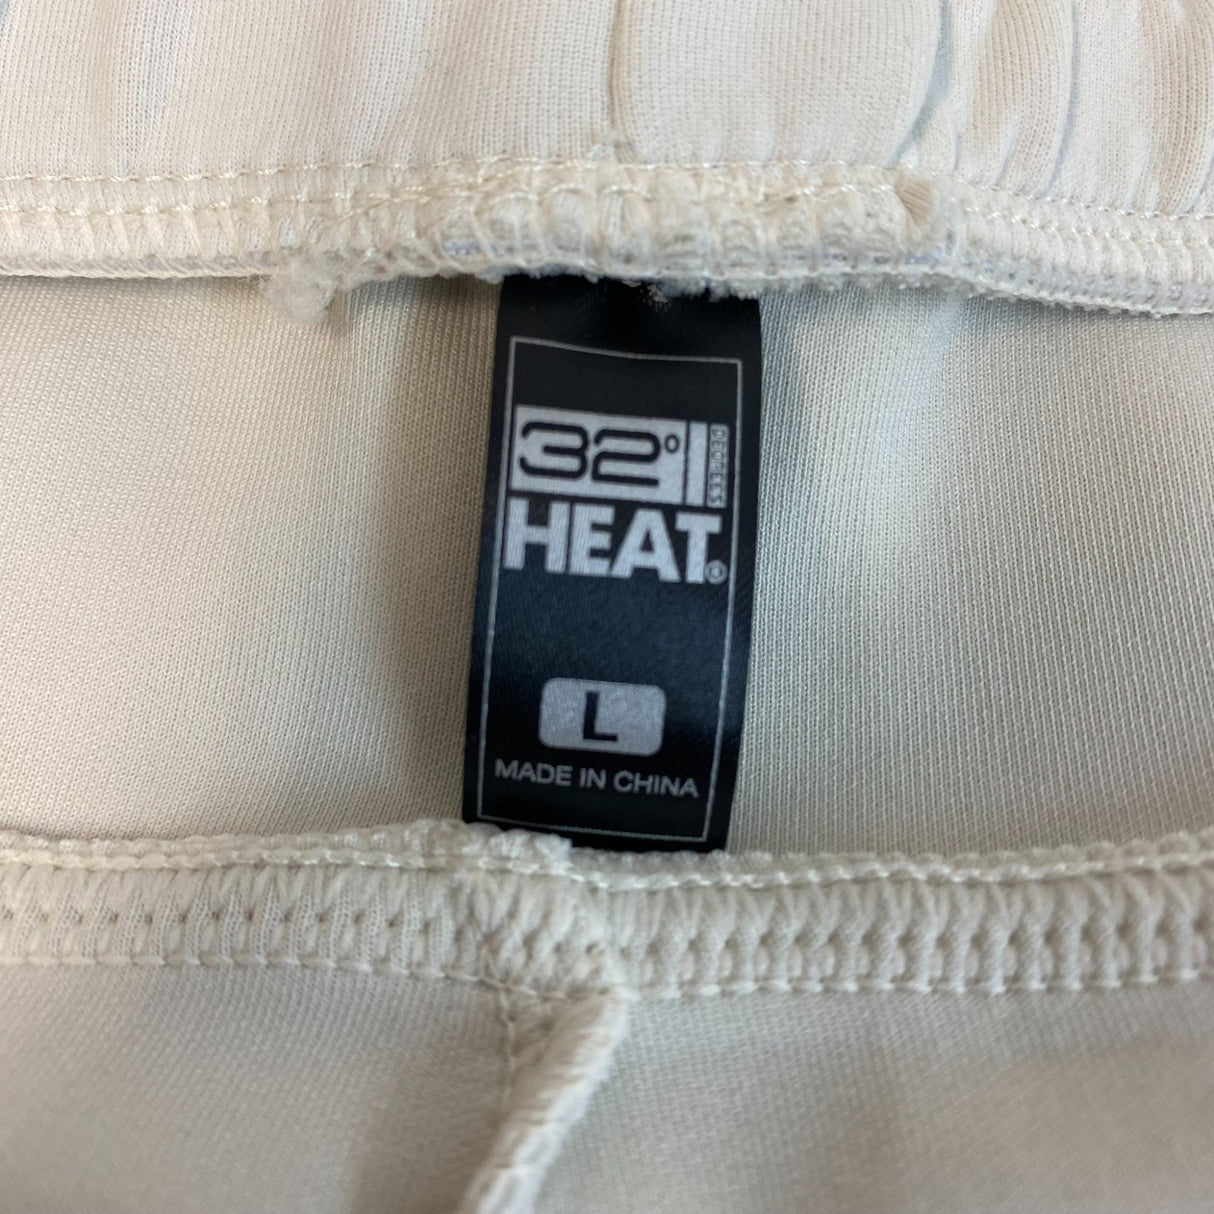 32° DEGREES
HEAT®
L
MADE IN CHINA